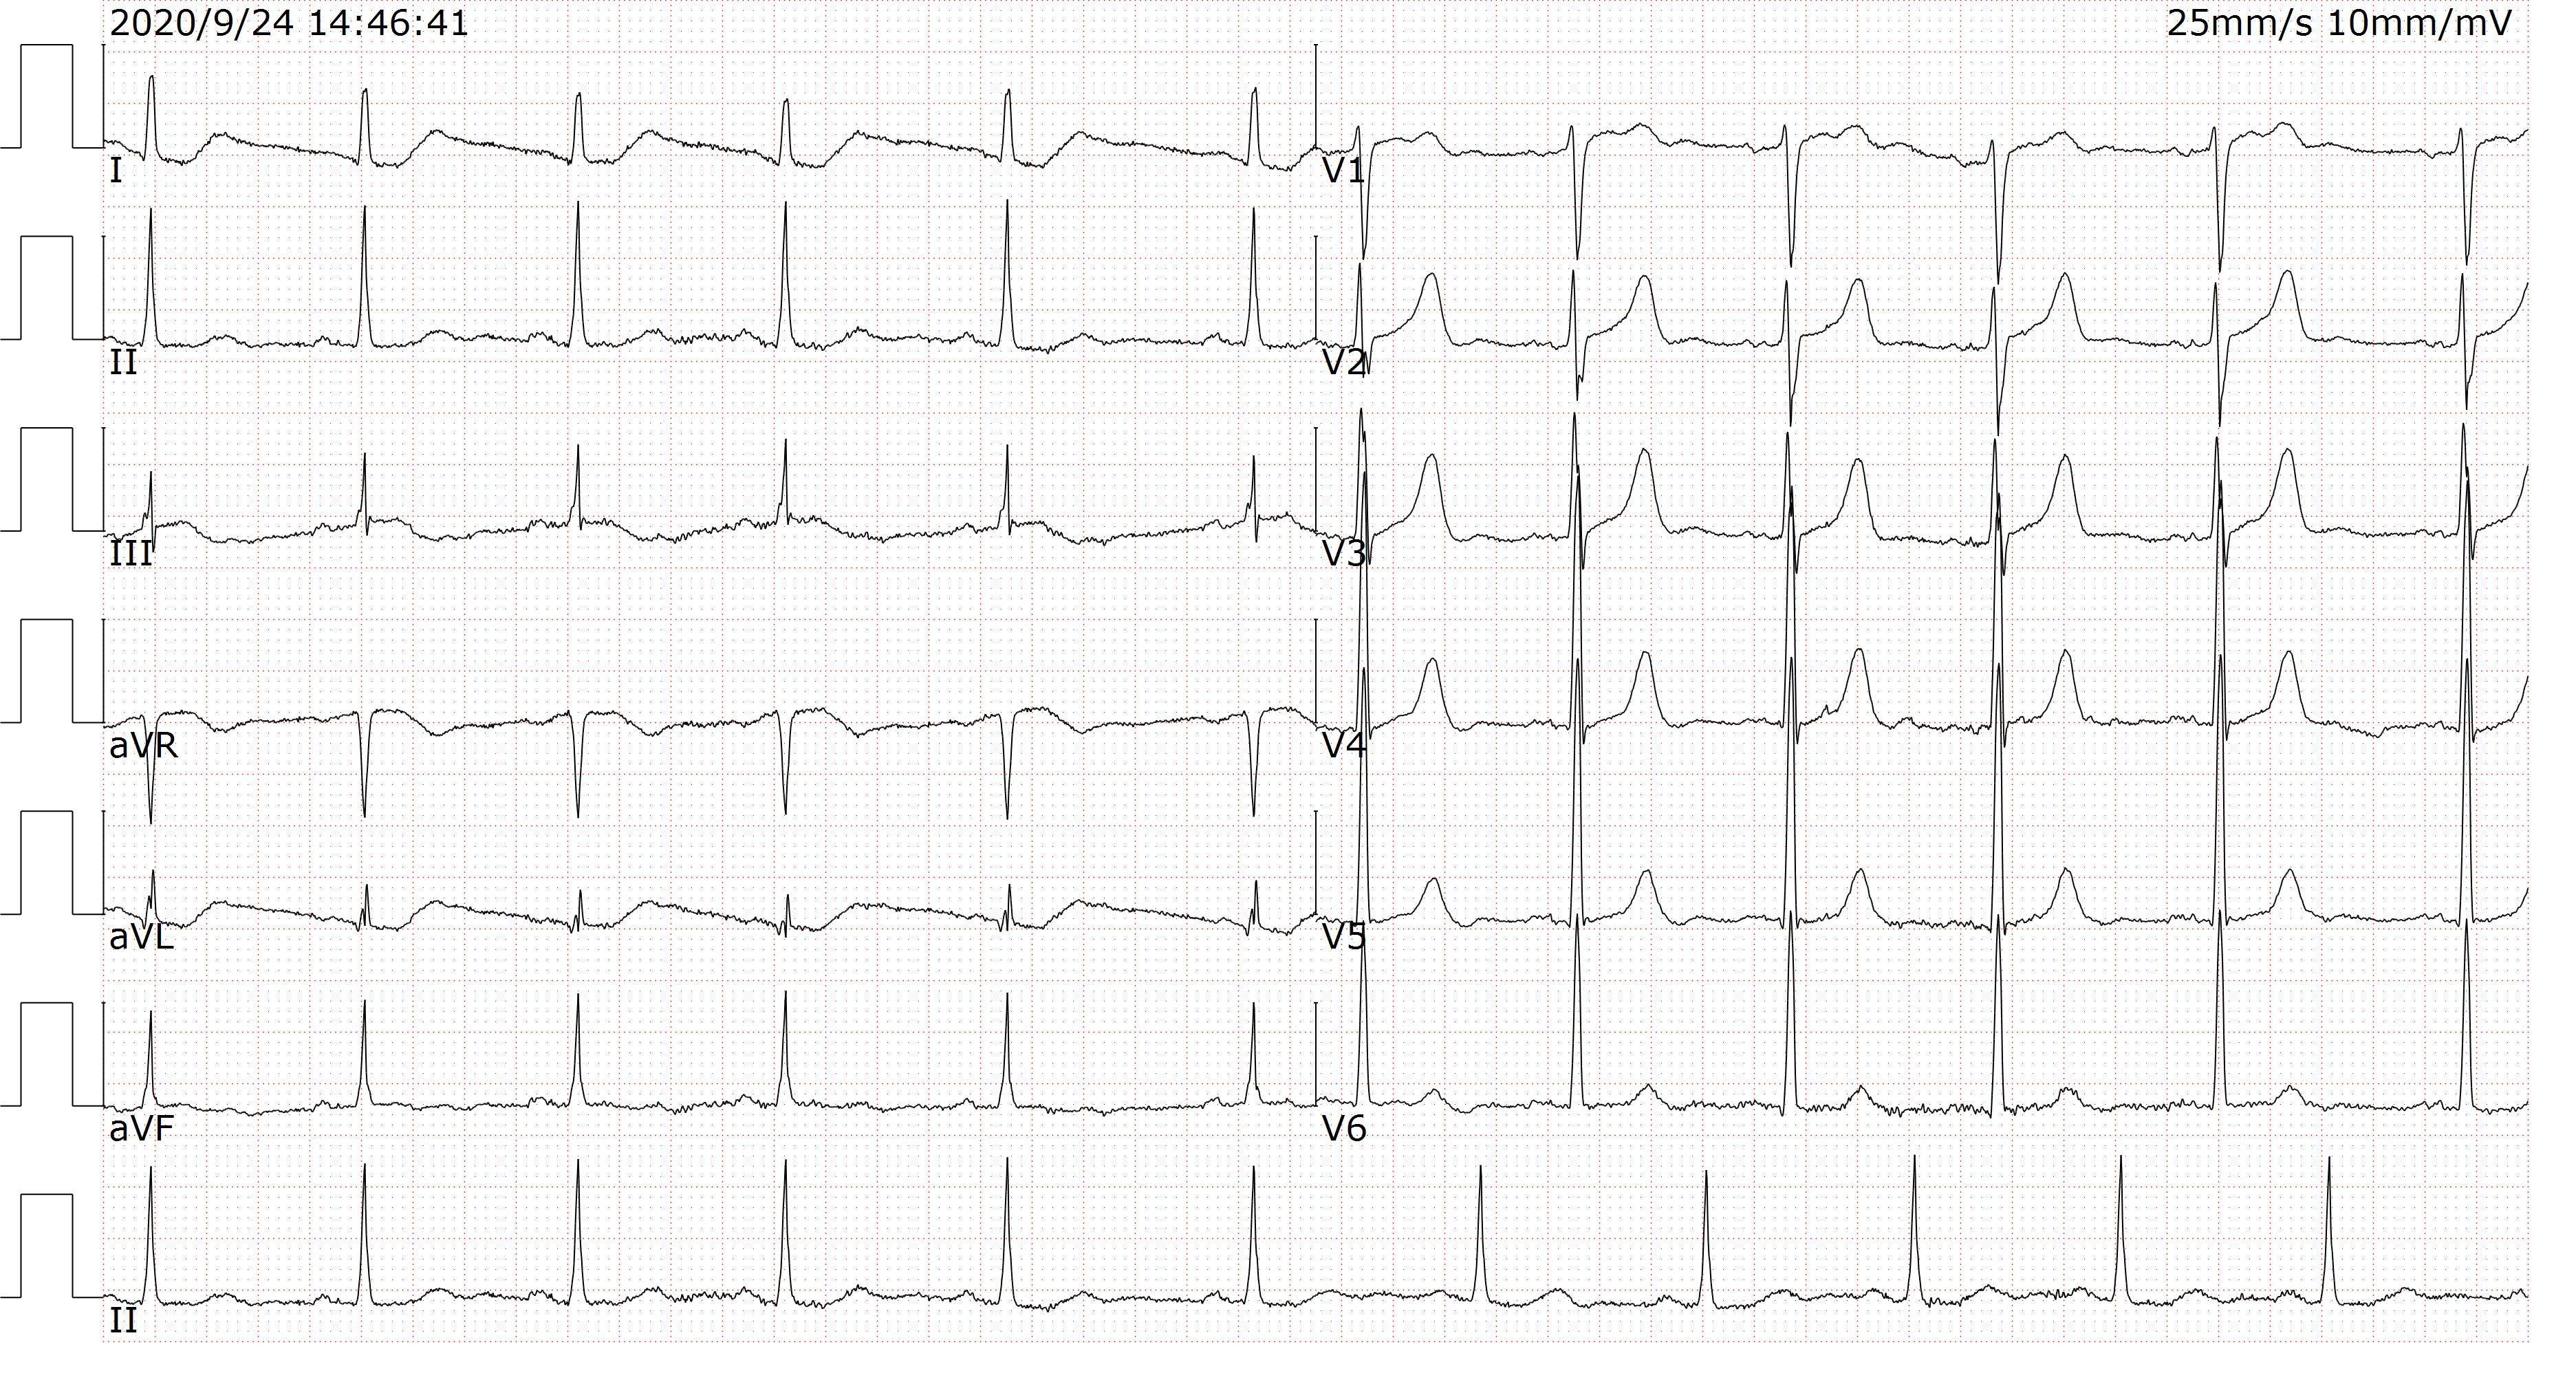 2020/9/24 14:46:41
25mm/s 10mm/mV
I
V1
II
V2
III
V3
aVR
V4
aVL
V5
aVF
V6
II